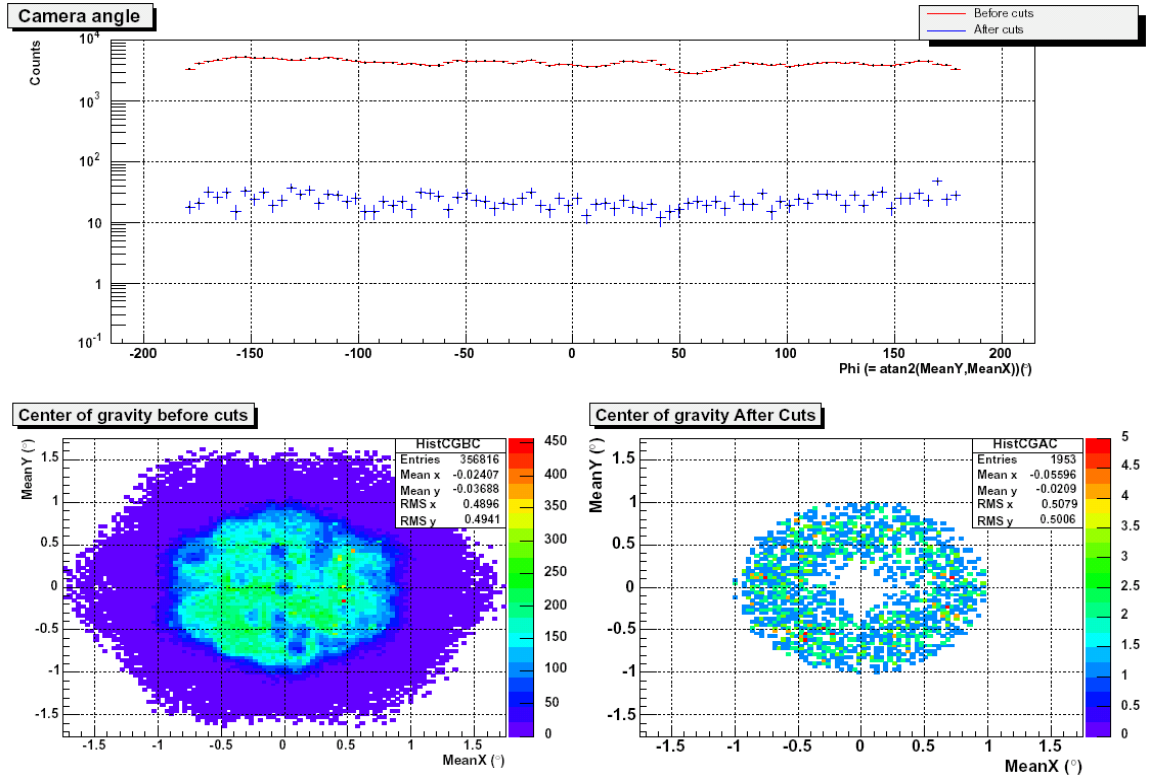 Camera angle
Before cuts
After cuts
Counts
10^4
10^3
10^2
10
1
10^-1
-200 -150 -100 -50 0 50 100 150 200
Phi (= atan2(MeanY,MeanX))(°)
Center of gravity before cuts
MeanY (°)
1.5
1
0.5
0
-0.5
-1
-1.5
-1.5 -1 -0.5 0 0.5 1 1.5
MeanX (°)
HistCGBC
Entries 356816
Mean x -0.02407
Mean y -0.03688
RMS x 0.4896
RMS y 0.4941
450
400
350
300
250
200
150
100
50
0
Center of gravity After Cuts
MeanY (°)
1.5
1
0.5
0
-0.5
-1
-1.5
-1.5 -1 -0.5 0 0.5 1 1.5
MeanX (°)
HistCGAC
Entries 1953
Mean x -0.05596
Mean y -0.0209
RMS x 0.5079
RMS y 0.5006
5
4.5
4
3.5
3
2.5
2
1.5
1
0.5
0